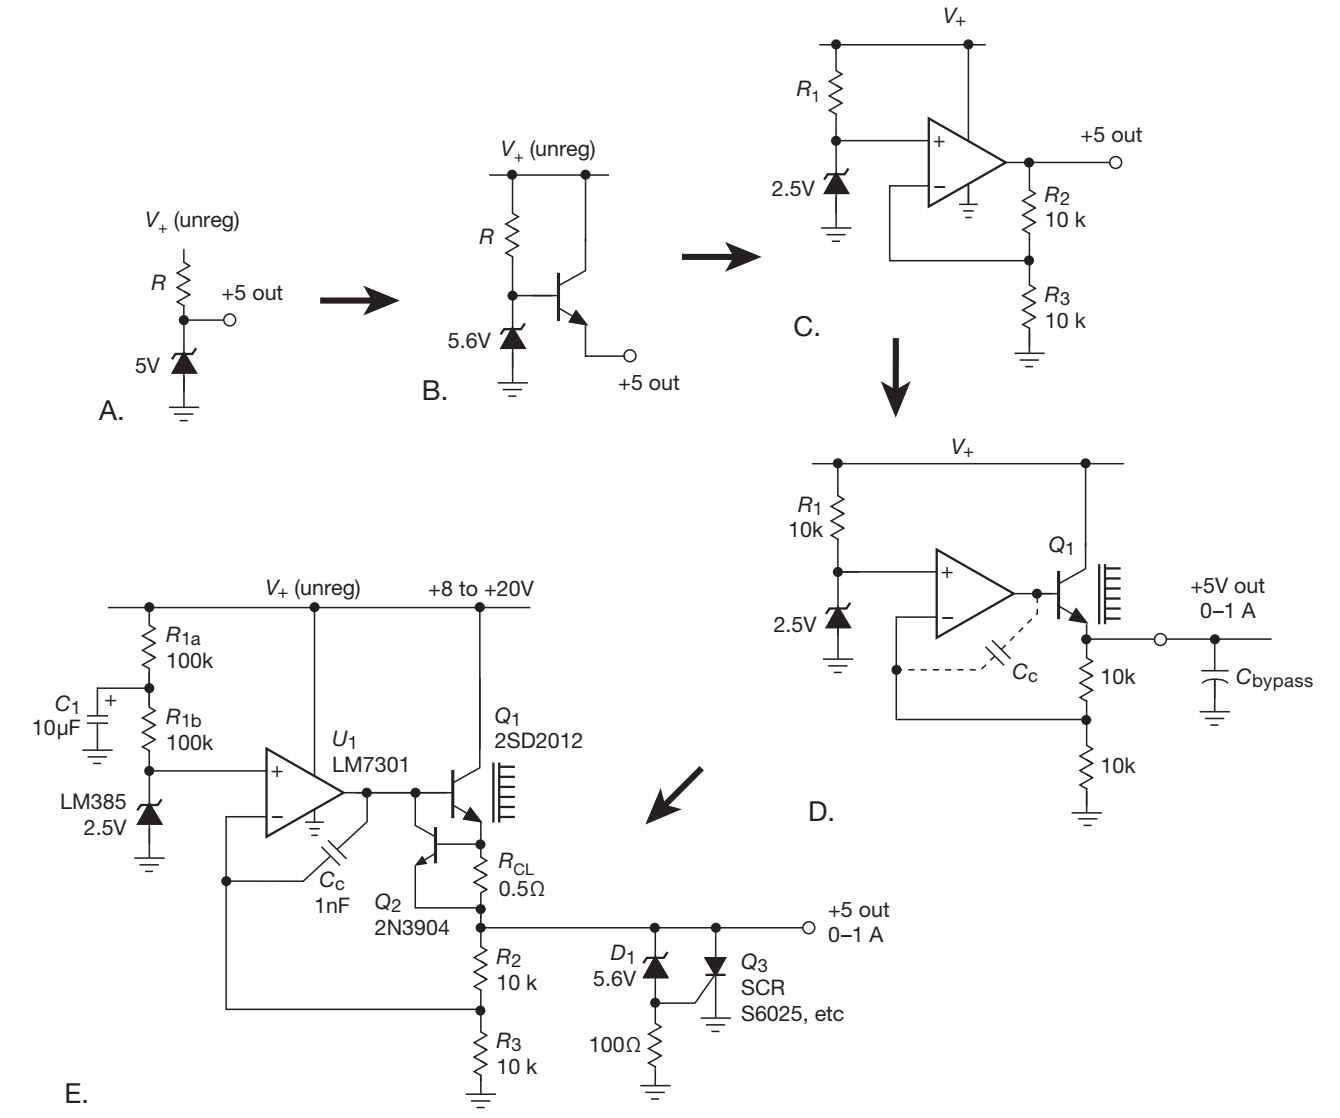 V+ (unreg)
R
+5 out
5V
A.
V+ (unreg)
R
5.6V
+5 out
B.
V+
R1
2.5V
+
−
+5 out
R2
10 k
R3
10 k
C.
V+
R1
10k
2.5V
+
−
Cc
Q1
+5V out
0–1 A
10k
Cbypass
10k
D.
V+ (unreg)
+8 to +20V
R1a
100k
C1
+
10µF
R1b
100k
LM385
2.5V
+
−
U1
LM7301
Q1
2SD2012
Cc
1nF
Q2
2N3904
RCL
0.5Ω
+5 out
0–1 A
R2
10 k
D1
5.6V
Q3
SCR
S6025, etc
100Ω
R3
10 k
E.